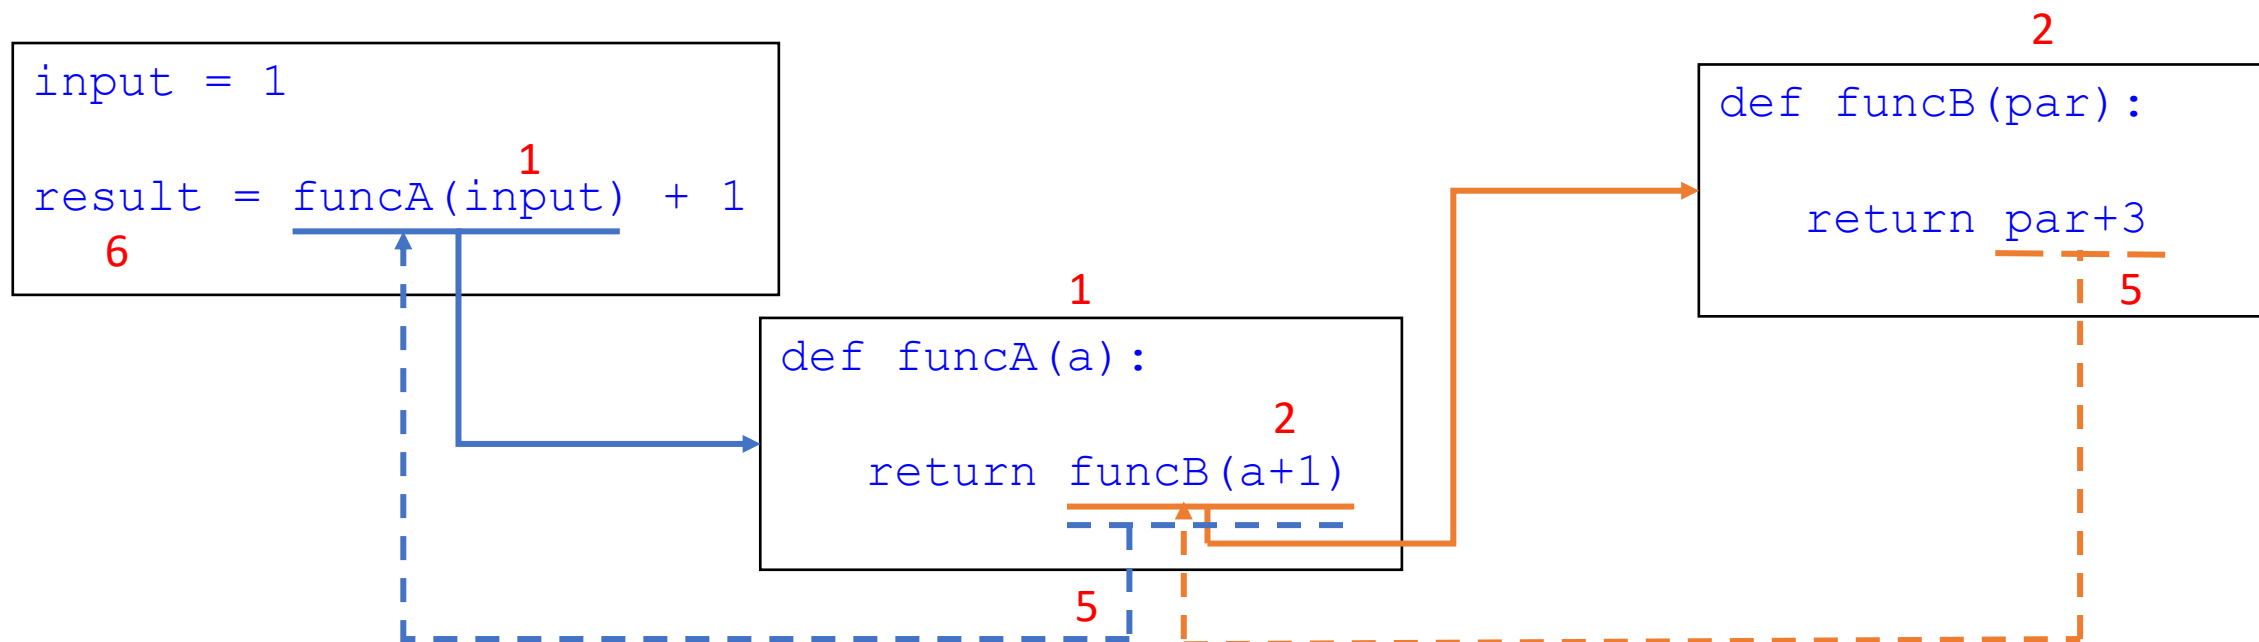 input = 1
1
result = funcA(input) + 1
6
1
def funcA(a):
2
return funcB(a+1)
5
2
def funcB(par):
return par+3
5